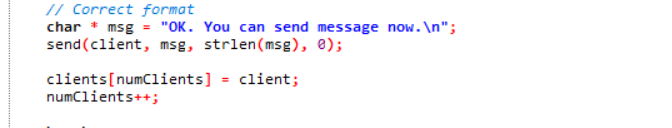 // Correct format
char * msg = "OK. You can send message now.\n";
send(client, msg, strlen(msg), 0);
clients[numClients] = client;
numClients++;